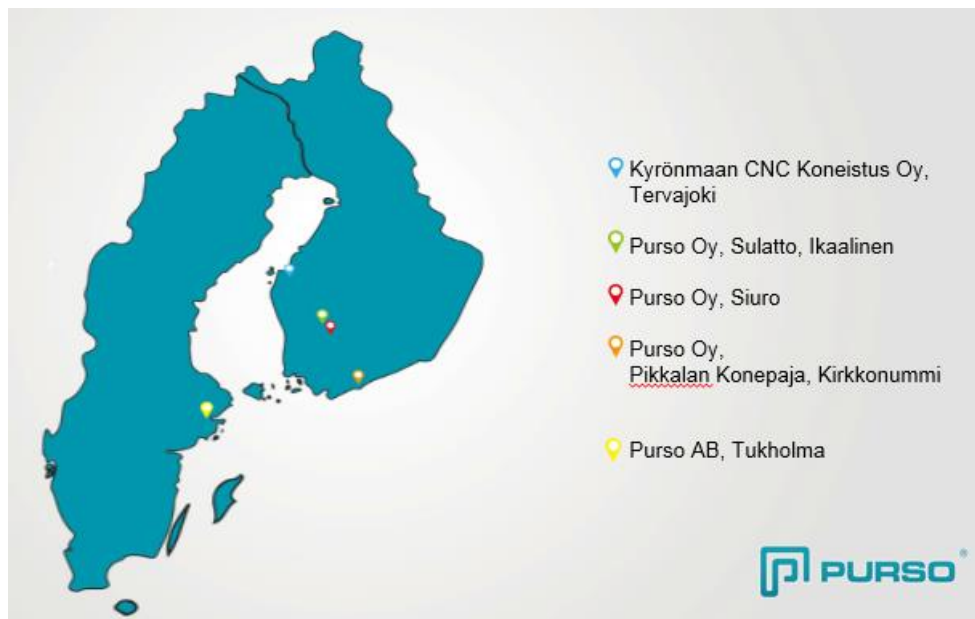 Kyrönmaan CNC Koneistus Oy,
Tervajoki
Purso Oy, Sulatto, Ikaalinen
Purso Oy, Siuro
Purso Oy,
Pikkalan Konepaja, Kirkkonummi
Purso AB, Tukholma
PURSO®